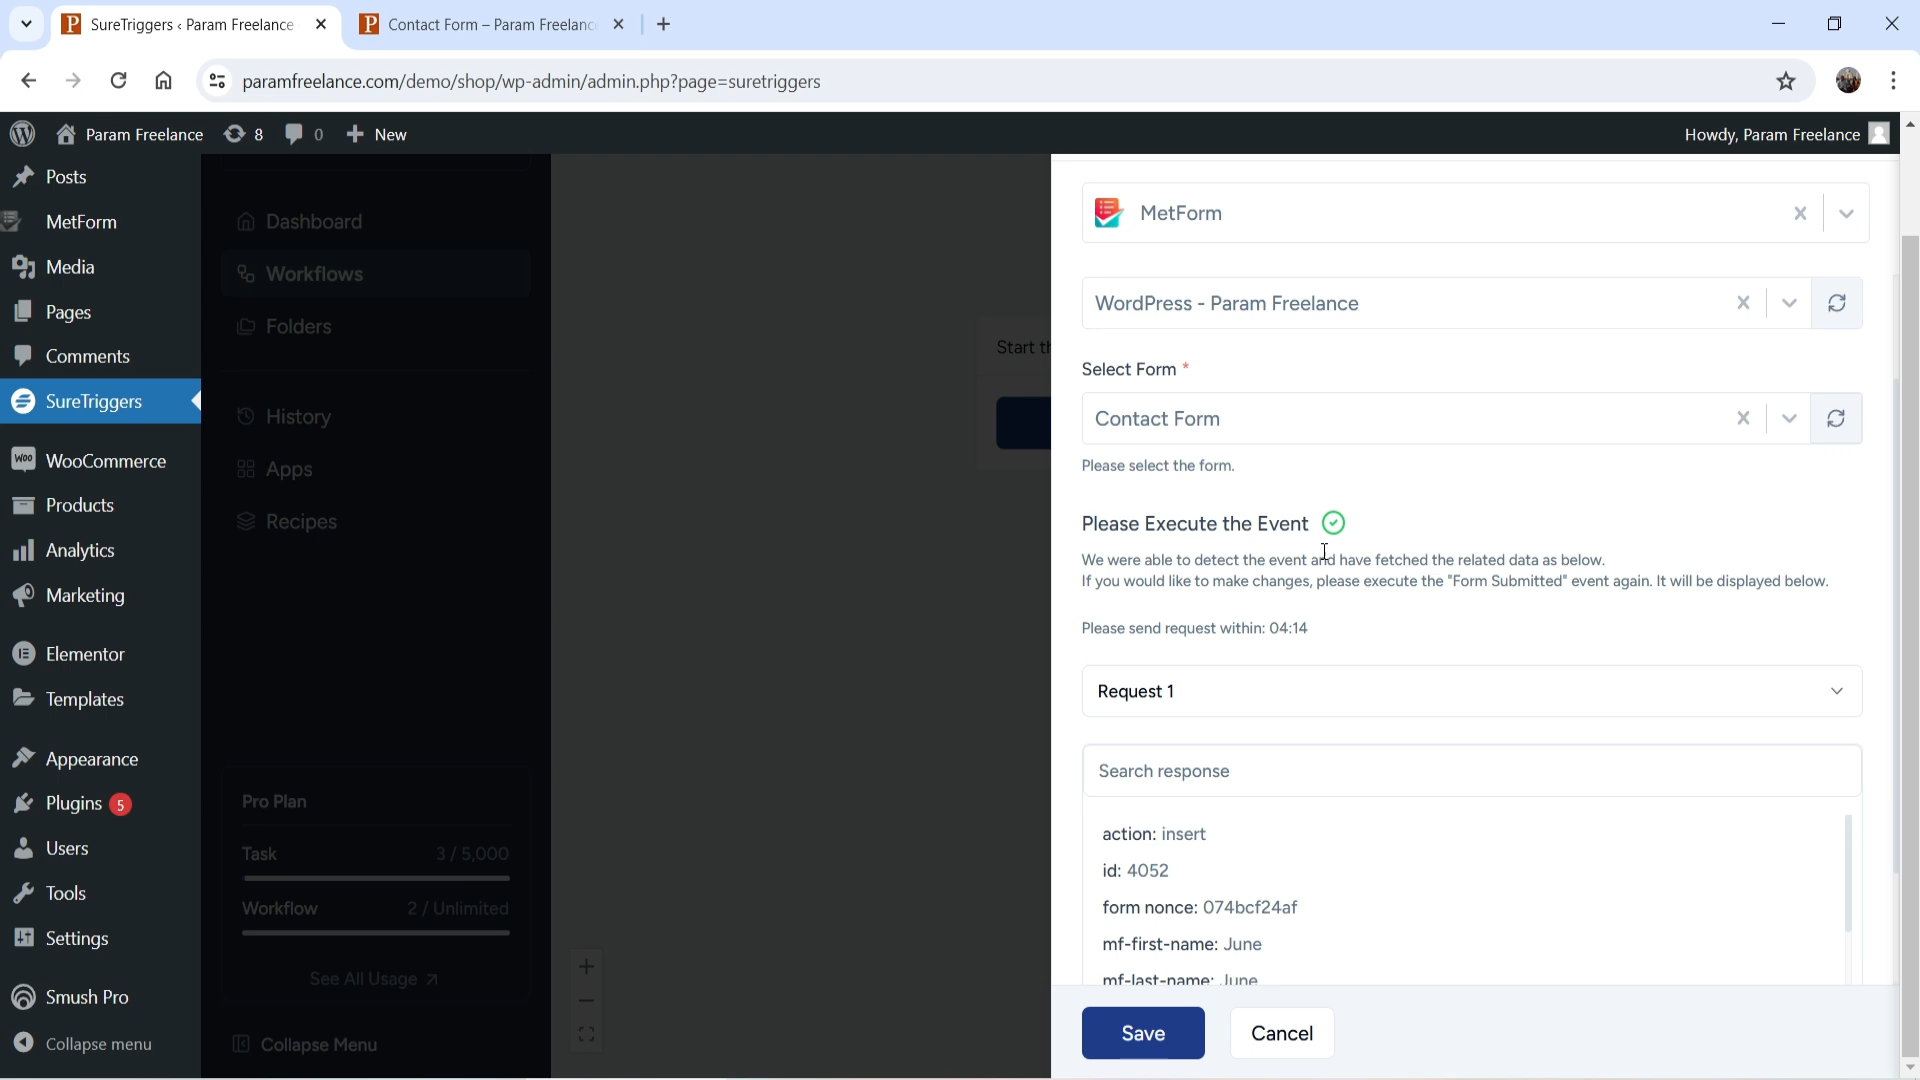 SureTriggers ‹ Param Freelance
Contact Form – Param Freelanc
paramfreelance.com/demo/shop/wp-admin/admin.php?page=suretriggers
Param Freelance
8
0
New
Howdy, Param Freelance
Posts
MetForm
Media
Pages
Comments
SureTriggers
WooCommerce
Products
Analytics
Marketing
Elementor
Templates
Appearance
Plugins 5
Users
Tools
Settings
Smush Pro
Collapse menu
Dashboard
Workflows
Folders
History
Apps
Recipes
Pro Plan
Task 3 / 5,000
Workflow 2 / Unlimited
See All Usage
Collapse Menu
Start th
MetForm
WordPress - Param Freelance
Select Form *
Contact Form
Please select the form.
Please Execute the Event
We were able to detect the event and have fetched the related data as below.
If you would like to make changes, please execute the "Form Submitted" event again. It will be displayed below.
Please send request within: 04:14
Request 1
Search response
action: insert
id: 4052
form nonce: 074bcf24af
mf-first-name: June
mf-last-name: June
Save
Cancel